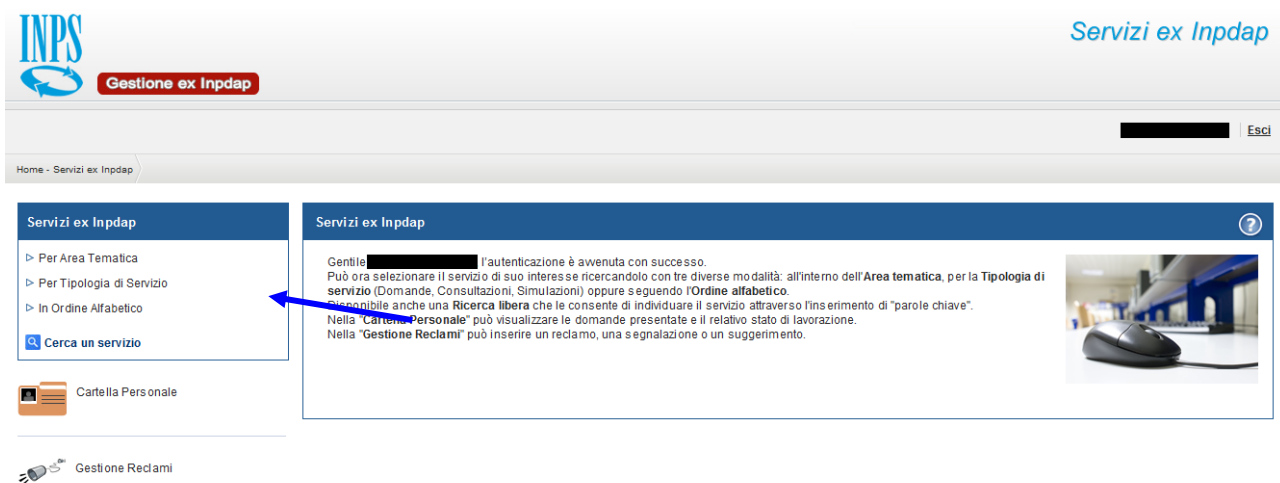 INPS
Servizi ex Inpdap
Gestione ex Inpdap
Esci
Home - Servizi ex Inpdap
Servizi ex Inpdap
Per Area Tematica
Per Tipologia di Servizio
In Ordine Alfabetico
Cerca un servizio
Cartella Personale
Gestione Reclami
Servizi ex Inpdap
?
Gentile l'autenticazione è avvenuta con successo.
Può ora selezionare il servizio di suo interesse ricercandolo con tre diverse modalità: all'interno dell'Area tematica, per la Tipologia di
servizio (Domande, Consultazioni, Simulazioni) oppure seguendo l'Ordine alfabetico.
Disponibile anche una Ricerca libera che le consente di individuare il servizio attraverso l'inserimento di "parole chiave".
Nella "Cartella Personale" può visualizzare le domande presentate e il relativo stato di lavorazione.
Nella "Gestione Reclami" può inserire un reclamo, una segnalazione o un suggerimento.